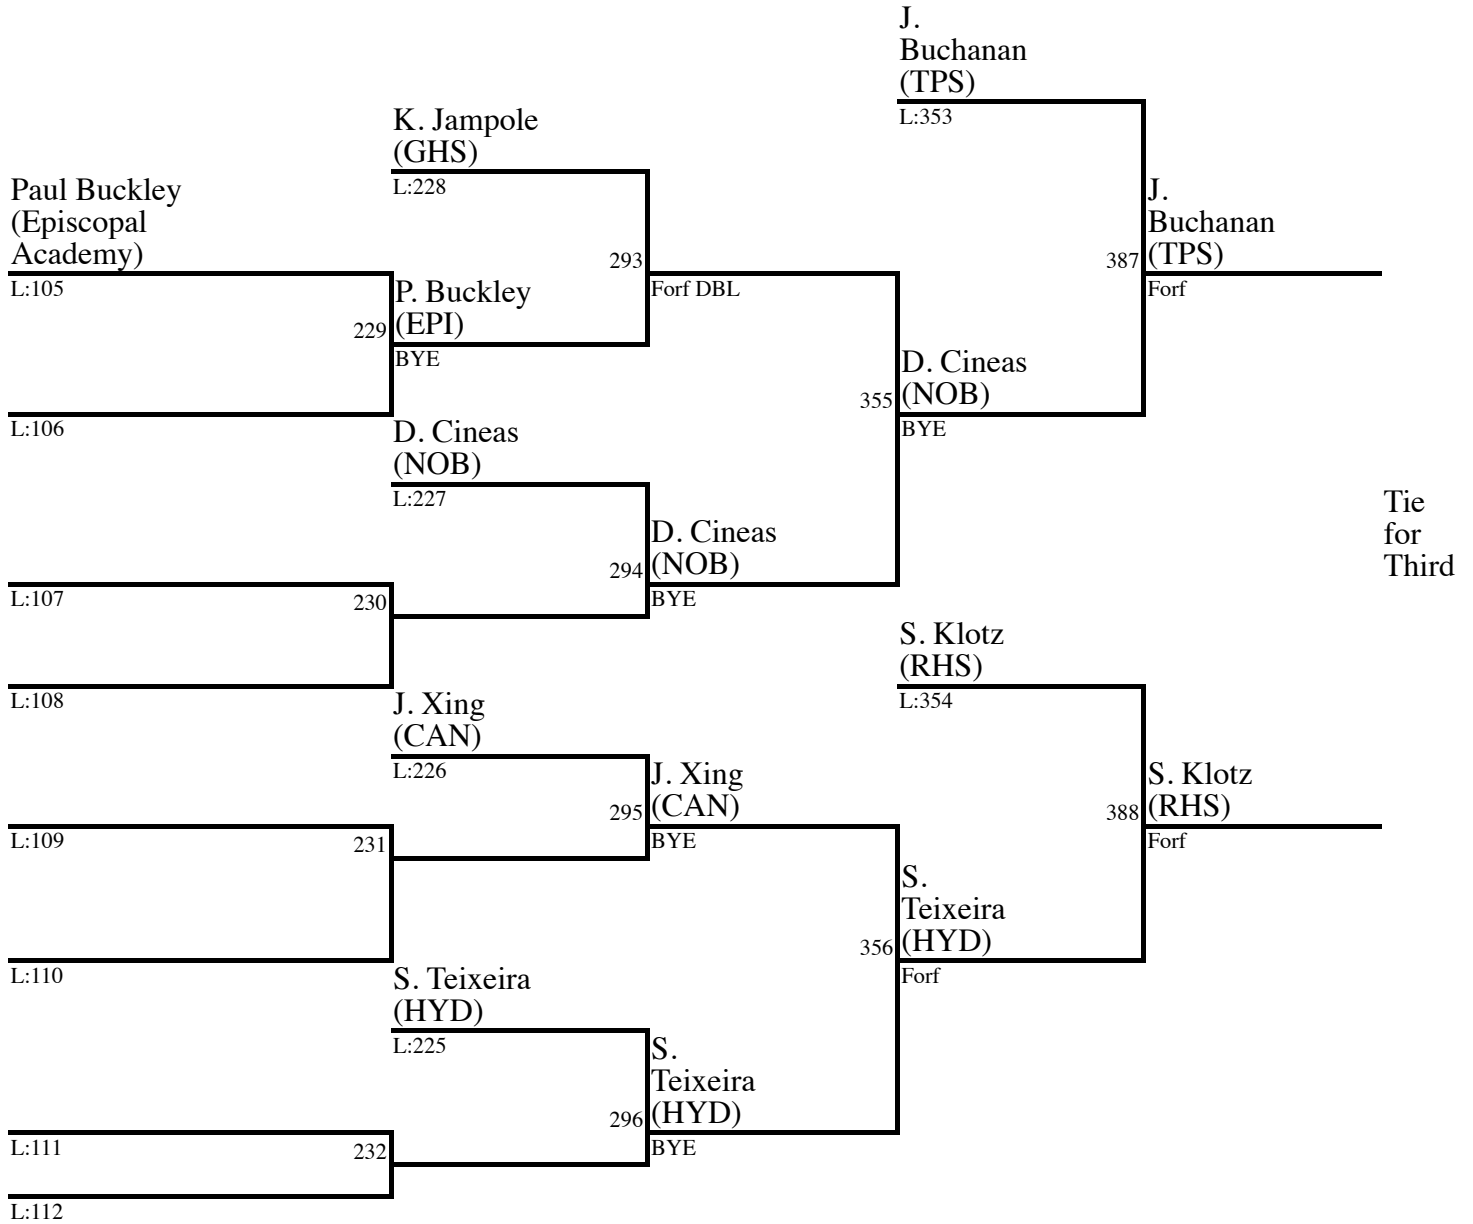 J.
Buchanan
(TPS)
L:353
K. Jampole
(GHS)
L:228
Paul Buckley
(Episcopal
Academy)
L:105
293
Forf DBL
J.
Buchanan
(TPS)
387
Forf
P. Buckley
(EPI)
229
BYE
L:106
D. Cineas
(NOB)
355
BYE
D. Cineas
(NOB)
L:227
D. Cineas
(NOB)
294
BYE
Tie
for
Third
L:107
230
L:108
S. Klotz
(RHS)
L:354
J. Xing
(CAN)
L:226
J. Xing
(CAN)
295
BYE
S. Klotz
(RHS)
388
Forf
L:109
231
L:110
S.
Teixeira
(HYD)
356
Forf
S. Teixeira
(HYD)
L:225
S.
Teixeira
(HYD)
296
BYE
L:111
232
L:112